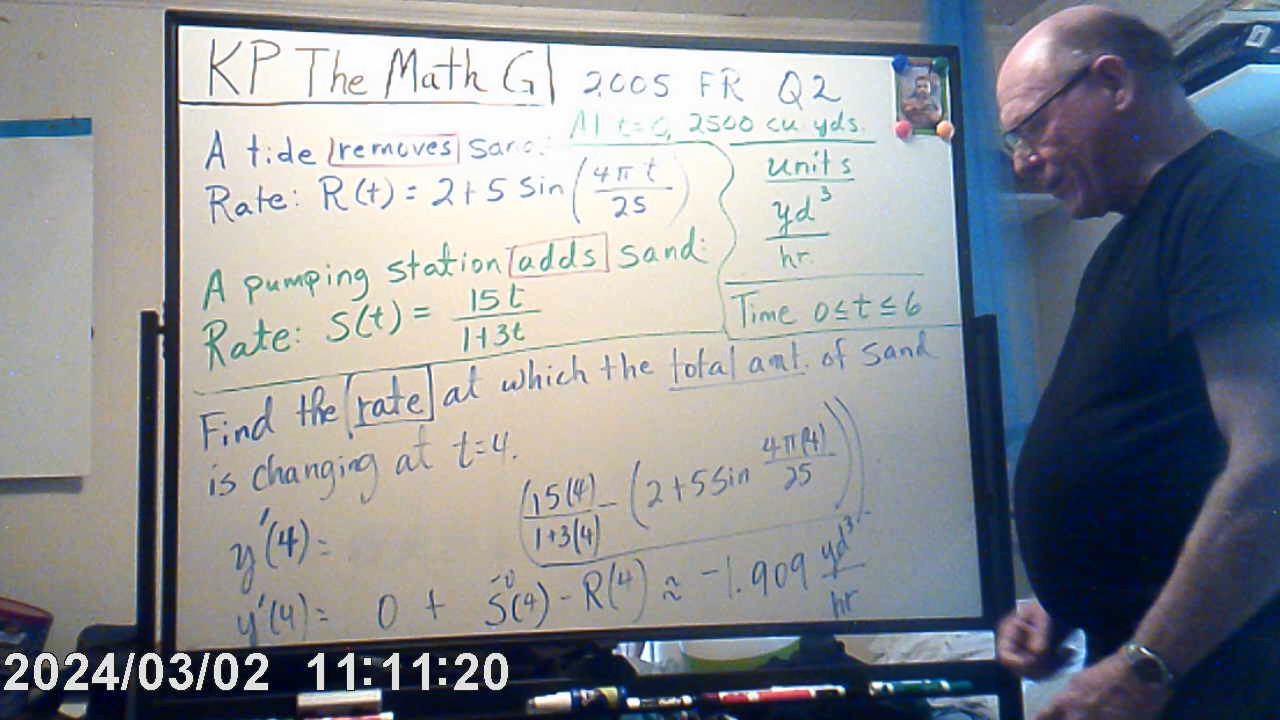 KP The Math G 2005 FR Q2
At t=0, 2500 cu yds.
A tide removes sand:
Rate: R(t) = 2+5 sin(4πt/25)
units
yd³/hr.
A pumping station adds sand:
Rate: S(t) = 15t/1+3t
Time 0≤t≤6
Find the rate at which the total amt. of sand
is changing at t=4.
(15(4)/1+3(4) - (2+5sin 4π(4)/25))
y'(4)=
y'(4)= 0 + S(4) - R(4) ≈ -1.909 yd³/hr
2024/03/02 11:11:20